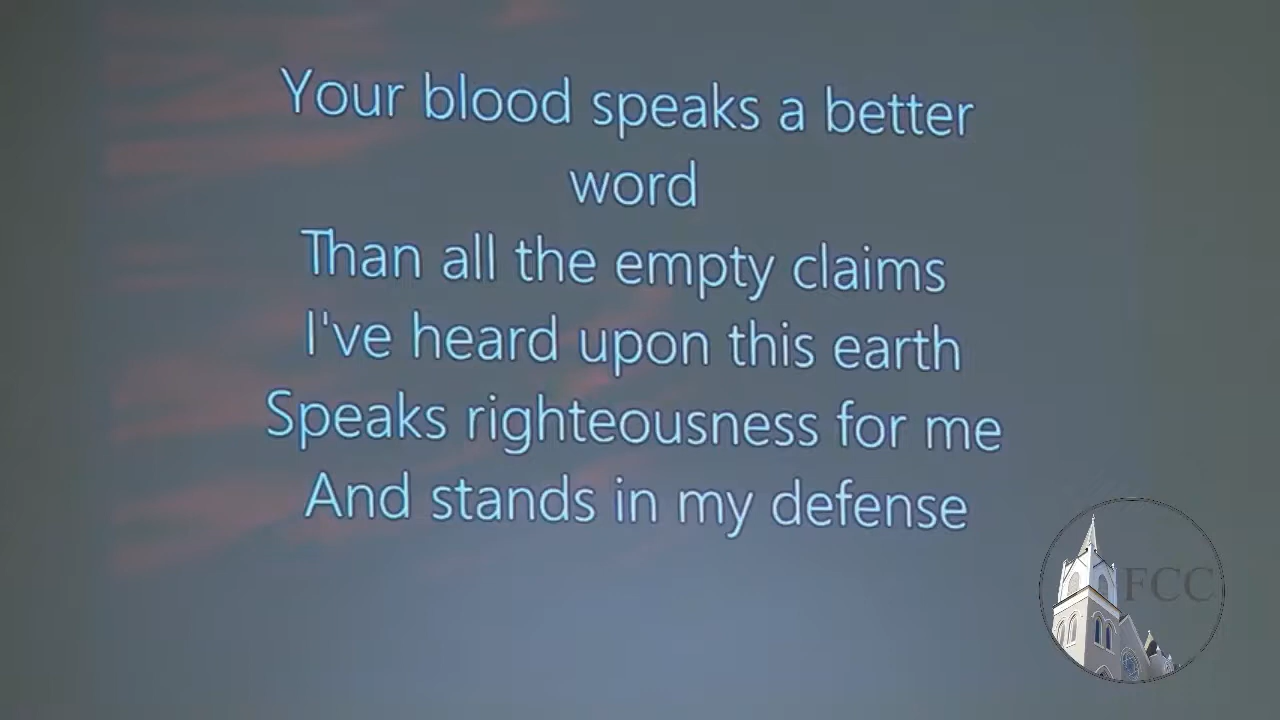 Your blood speaks a better
word
Than all the empty claims
I've heard upon this earth
Speaks righteousness for me
And stands in my defense
FCC